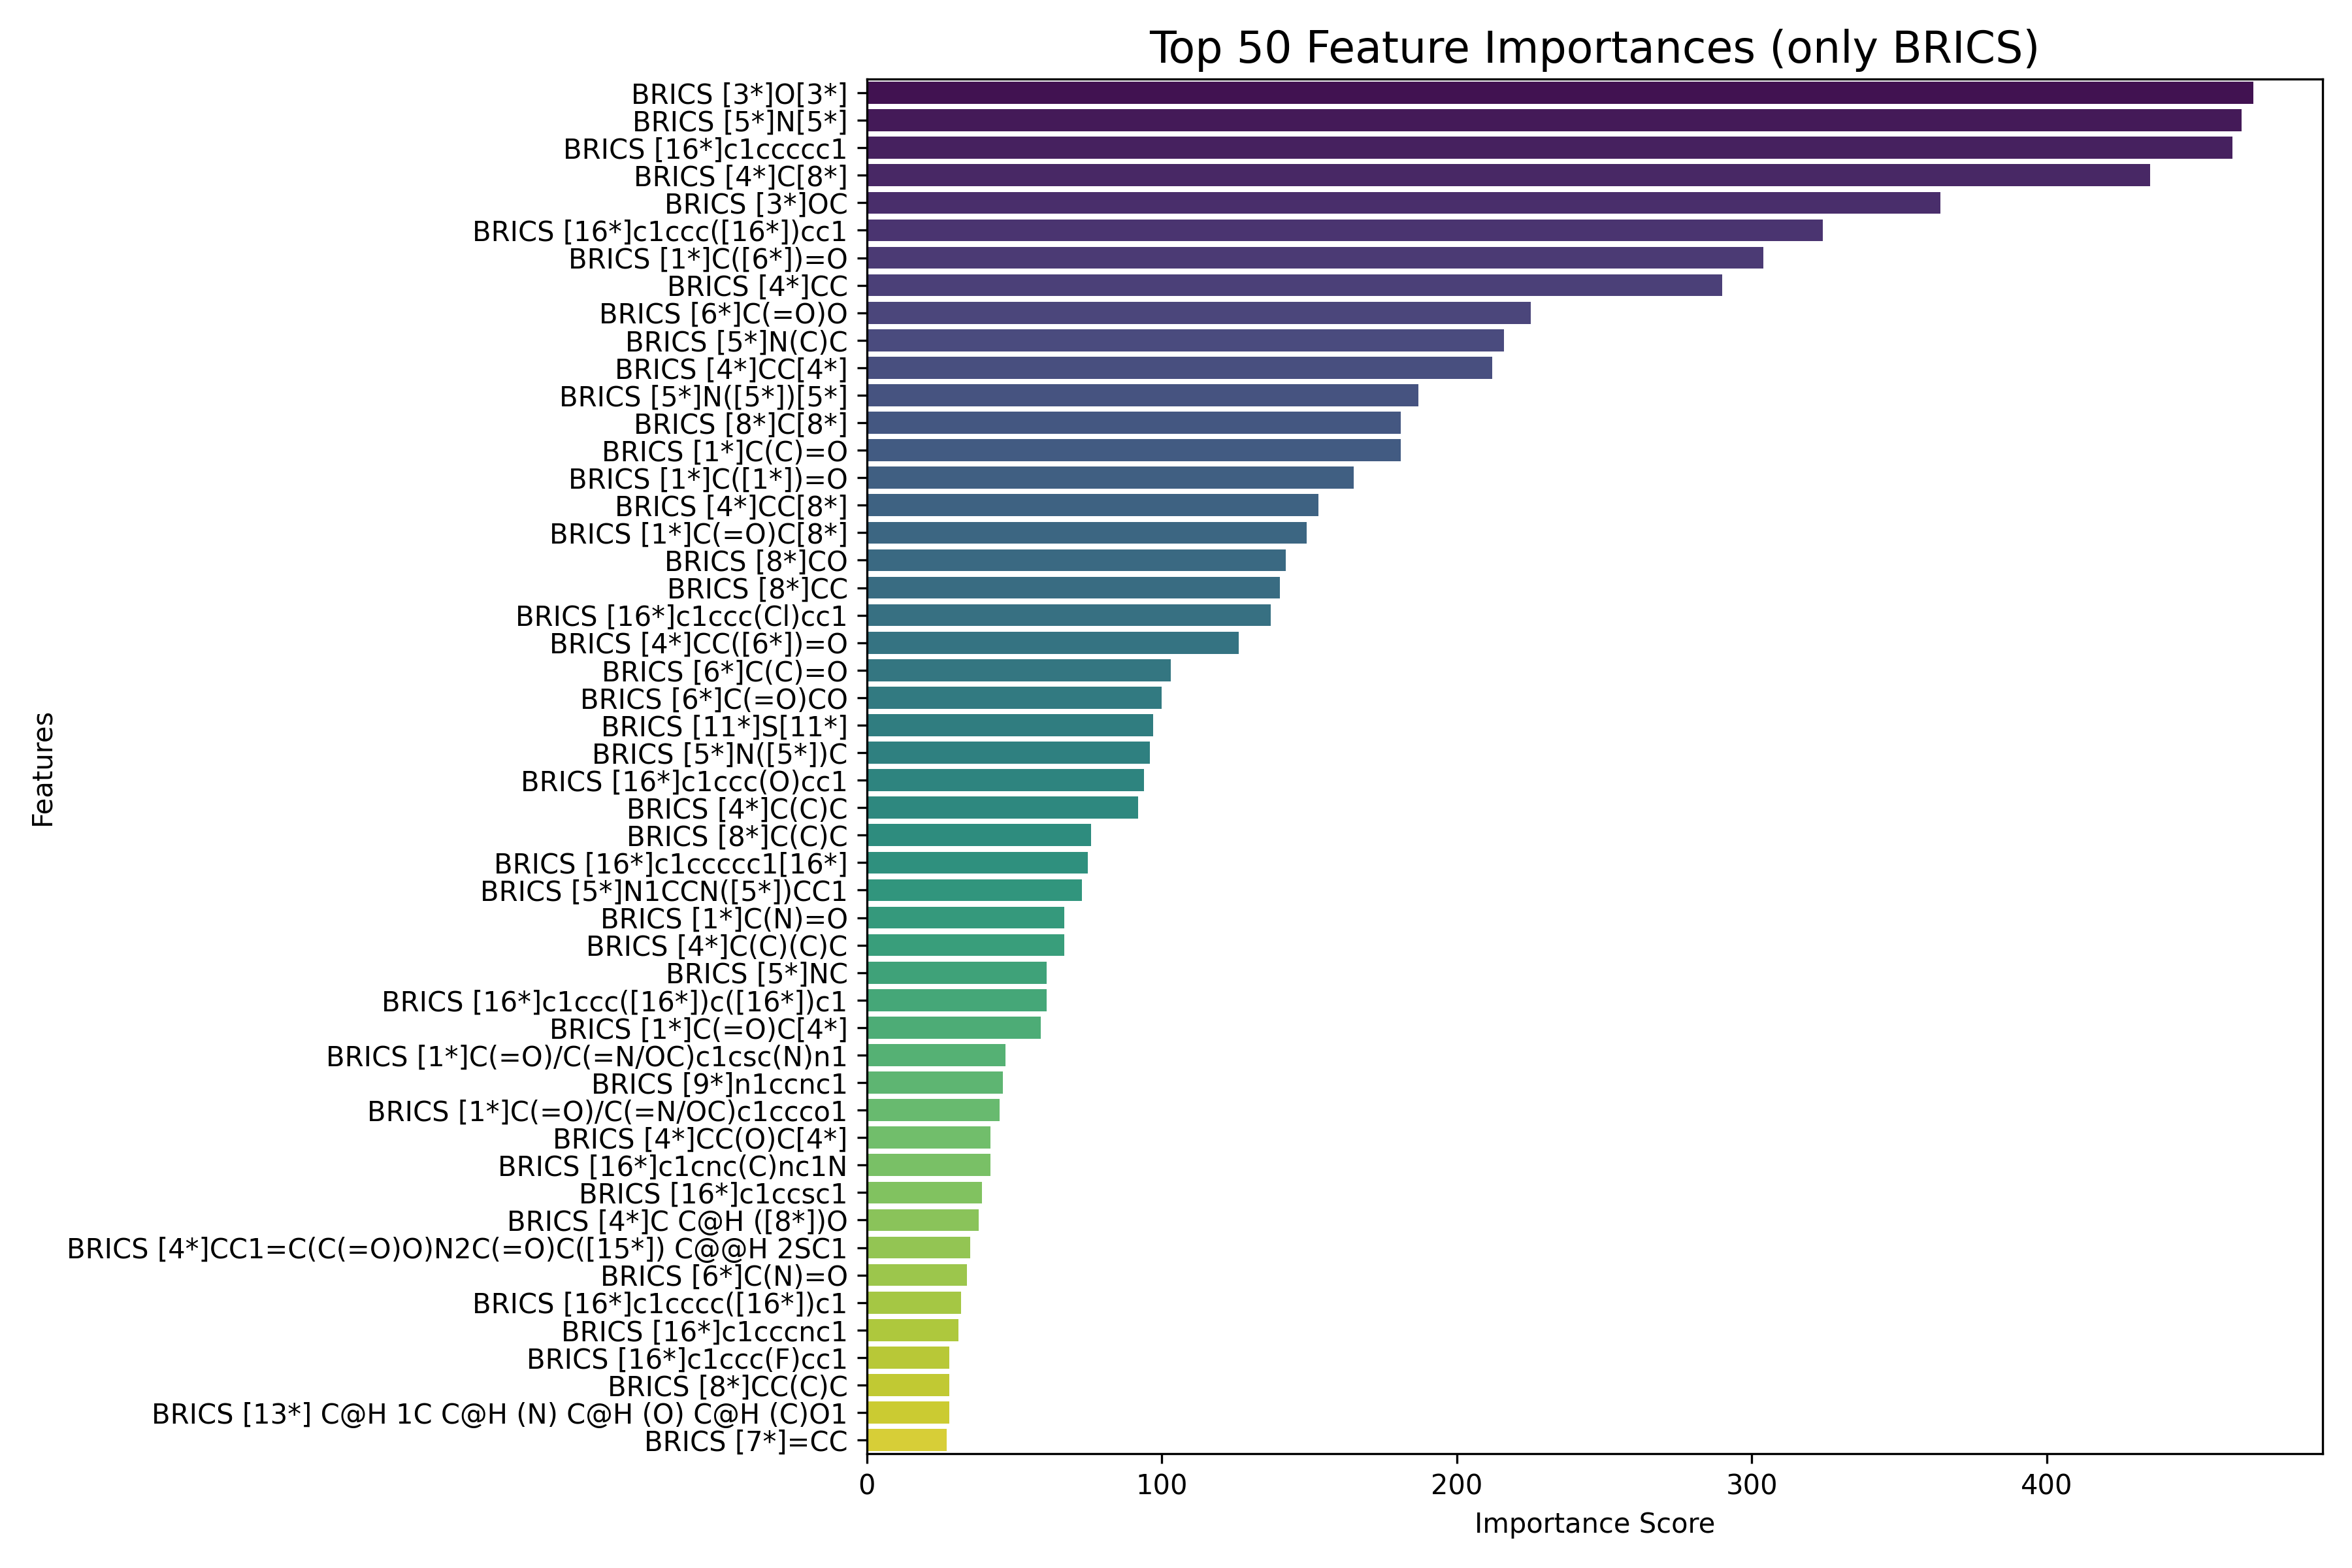 Top 50 Feature Importances (only BRICS)
BRICS [3*]O[3*]
BRICS [5*]N[5*]
BRICS [16*]c1ccccc1
BRICS [4*]C[8*]
BRICS [3*]OC
BRICS [16*]c1ccc([16*])cc1
BRICS [1*]C([6*])=O
BRICS [4*]CC
BRICS [6*]C(=O)O
BRICS [5*]N(C)C
BRICS [4*]CC[4*]
BRICS [5*]N([5*])[5*]
BRICS [8*]C[8*]
BRICS [1*]C(C)=O
BRICS [1*]C([1*])=O
BRICS [4*]CC[8*]
BRICS [1*]C(=O)C[8*]
BRICS [8*]CO
BRICS [8*]CC
BRICS [16*]c1ccc(Cl)cc1
BRICS [4*]CC([6*])=O
BRICS [6*]C(C)=O
BRICS [6*]C(=O)CO
BRICS [11*]S[11*]
BRICS [5*]N([5*])C
BRICS [16*]c1ccc(O)cc1
BRICS [4*]C(C)C
BRICS [8*]C(C)C
BRICS [16*]c1ccccc1[16*]
BRICS [5*]N1CCN([5*])CC1
BRICS [1*]C(N)=O
BRICS [4*]C(C)(C)C
BRICS [5*]NC
BRICS [16*]c1ccc([16*])c([16*])c1
BRICS [1*]C(=O)C[4*]
BRICS [1*]C(=O)/C(=N/OC)c1csc(N)n1
BRICS [9*]n1ccnc1
BRICS [1*]C(=O)/C(=N/OC)c1ccco1
BRICS [4*]CC(O)C[4*]
BRICS [16*]c1cnc(C)nc1N
BRICS [16*]c1ccsc1
BRICS [4*]C C@H ([8*])O
BRICS [4*]CC1=C(C(=O)O)N2C(=O)C([15*]) C@@H 2SC1
BRICS [6*]C(N)=O
BRICS [16*]c1cccc([16*])c1
BRICS [16*]c1cccnc1
BRICS [16*]c1ccc(F)cc1
BRICS [8*]CC(C)C
BRICS [13*] C@H 1C C@H (N) C@H (O) C@H (C)O1
BRICS [7*]=CC
Features
0 100 200 300 400
Importance Score